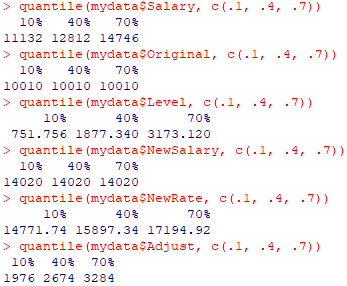 > quantile(mydata$Salary, c(.1, .4, .7))
10% 40% 70%
11132 12812 14746
> quantile(mydata$Original, c(.1, .4, .7))
10% 40% 70%
10010 10010 10010
> quantile(mydata$Level, c(.1, .4, .7))
10% 40% 70%
751.756 1877.340 3173.120
> quantile(mydata$NewSalary, c(.1, .4, .7))
10% 40% 70%
14020 14020 14020
> quantile(mydata$NewRate, c(.1, .4, .7))
10% 40% 70%
14771.74 15897.34 17194.92
> quantile(mydata$Adjust, c(.1, .4, .7))
10% 40% 70%
1976 2674 3284